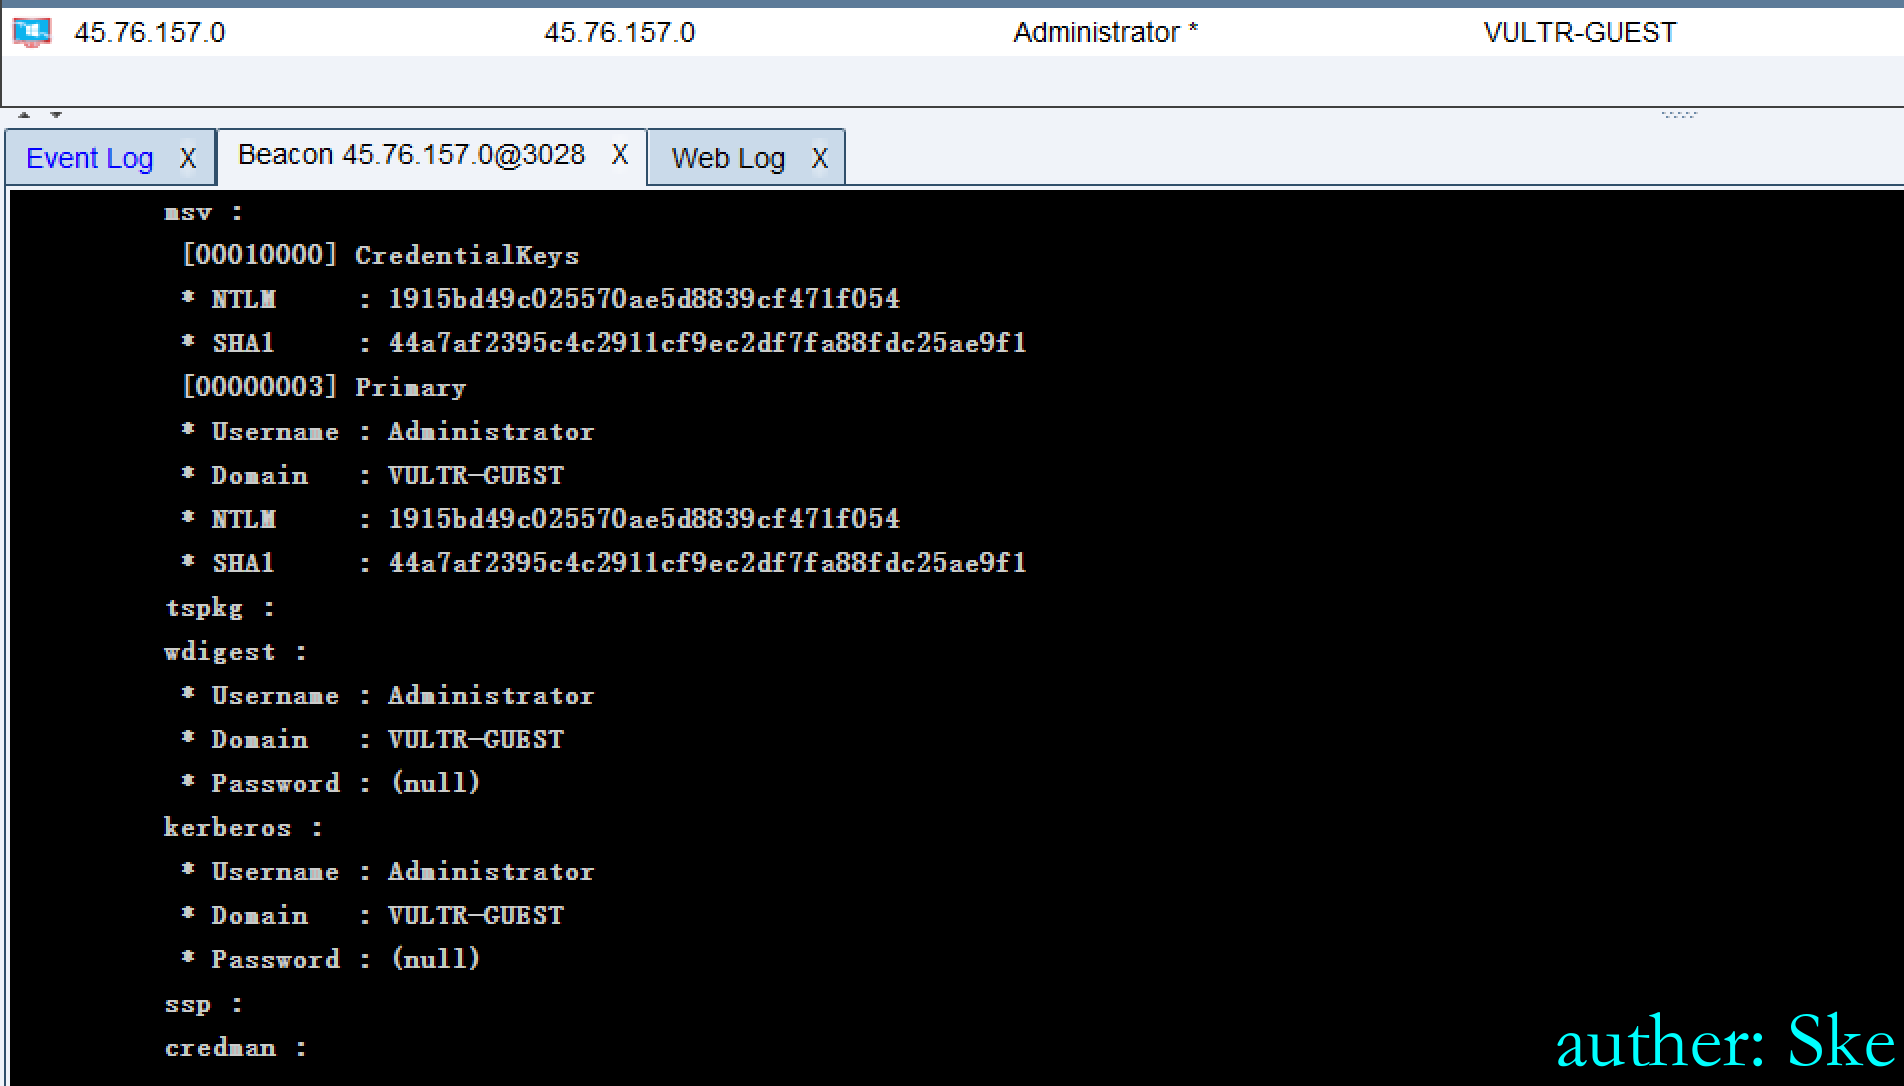 45.76.157.0 45.76.157.0 Administrator * VULTR-GUEST
Event Log X Beacon 45.76.157.0@3028 X Web Log X
msv :
[00010000] CredentialKeys
* NTLM : 1915bd49c025570ae5d8839cf471f054
* SHA1 : 44a7af2395c4c2911cf9ec2df7fa88fdc25ae9f1
[00000003] Primary
* Username : Administrator
* Domain : VULTR-GUEST
* NTLM : 1915bd49c025570ae5d8839cf471f054
* SHA1 : 44a7af2395c4c2911cf9ec2df7fa88fdc25ae9f1
tspkg :
wdigest :
* Username : Administrator
* Domain : VULTR-GUEST
* Password : (null)
kerberos :
* Username : Administrator
* Domain : VULTR-GUEST
* Password : (null)
ssp :
credman :
auther: Ske